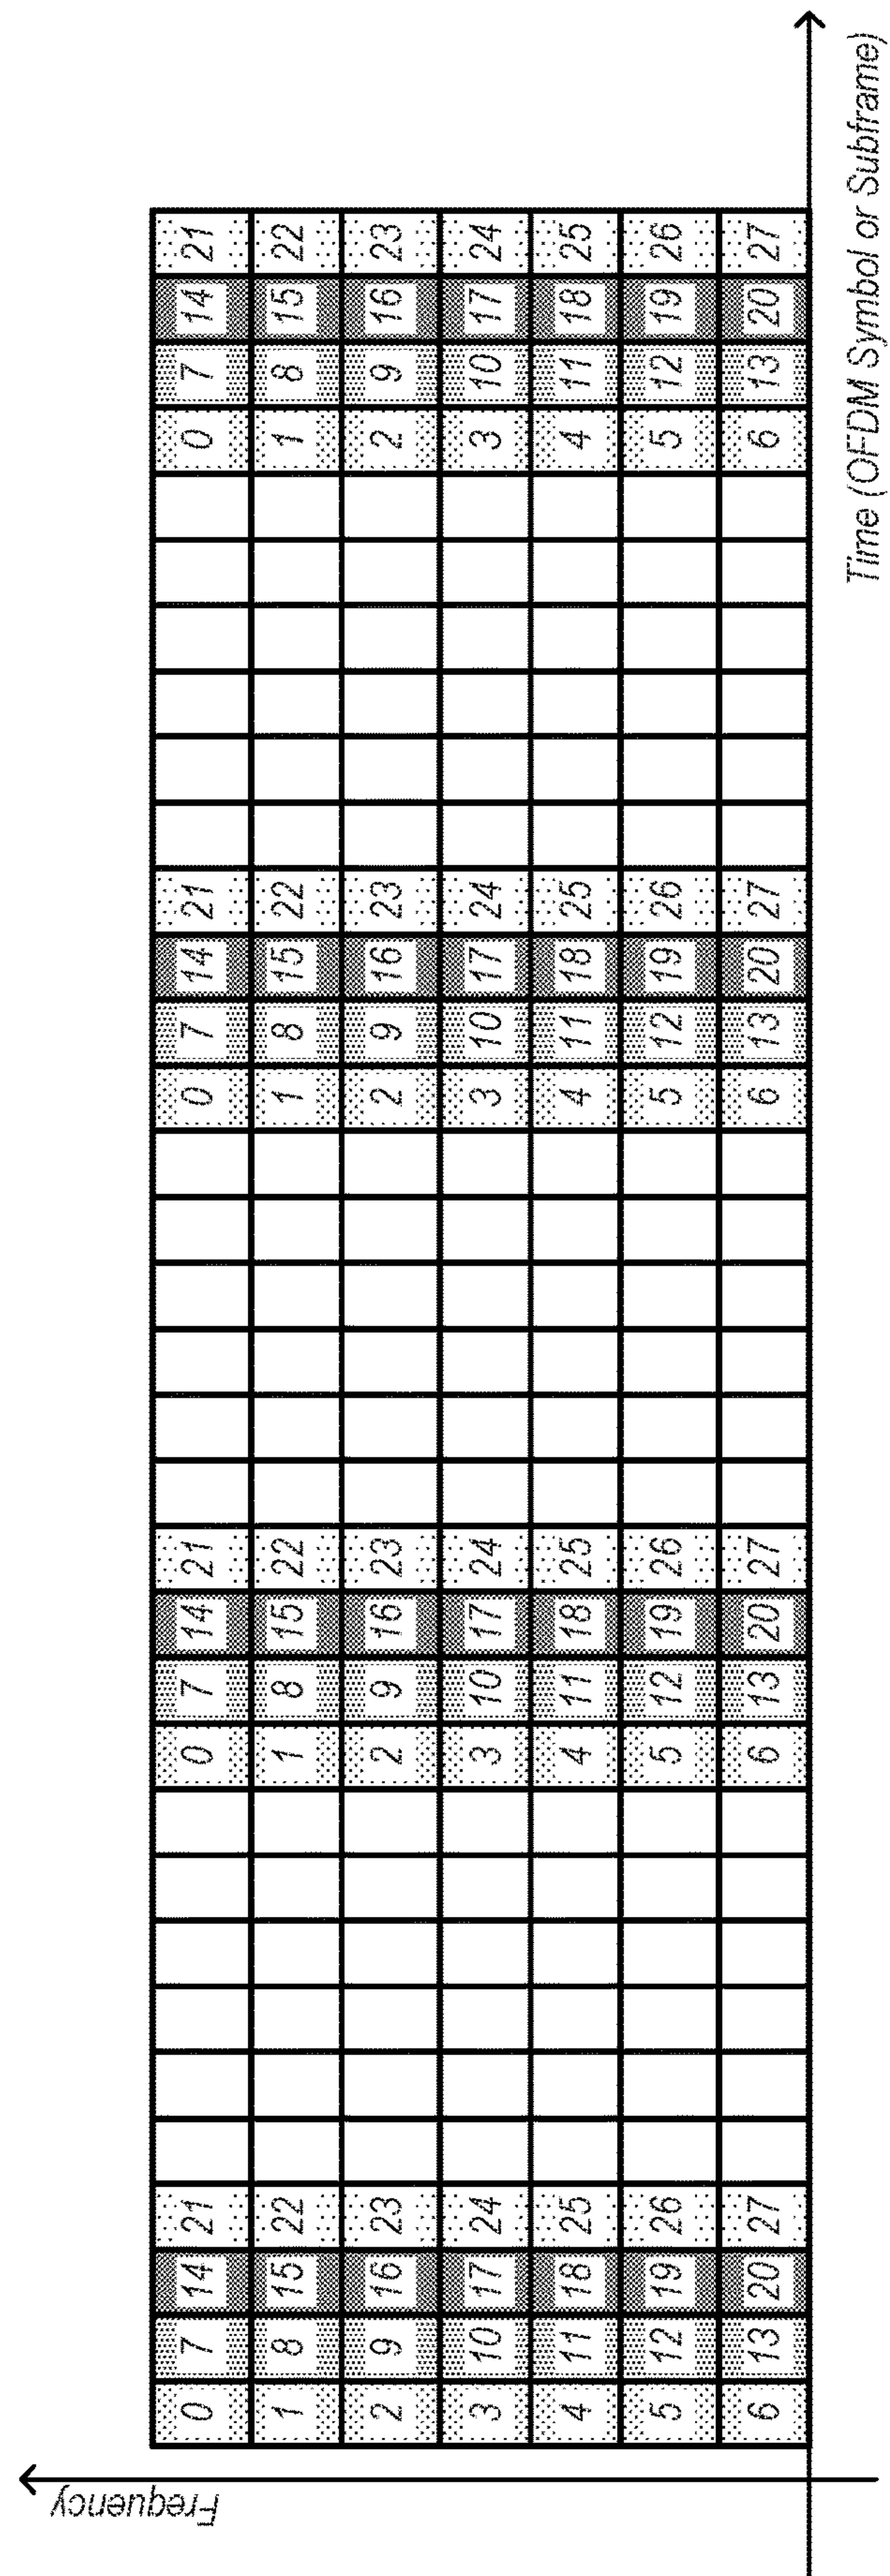 Frequency
0 7 14 21 0 7 14 21 0 7 14 21 0 7 14 21
1 8 15 22 1 8 15 22 1 8 15 22 1 8 15 22
2 9 16 23 2 9 16 23 2 9 16 23 2 9 16 23
3 10 17 24 3 10 17 24 3 10 17 24 3 10 17 24
4 11 18 25 4 11 18 25 4 11 18 25 4 11 18 25
5 12 19 26 5 12 19 26 5 12 19 26 5 12 19 26
6 13 20 27 6 13 20 27 6 13 20 27 6 13 20 27
Time (OFDM Symbol or Subframe)